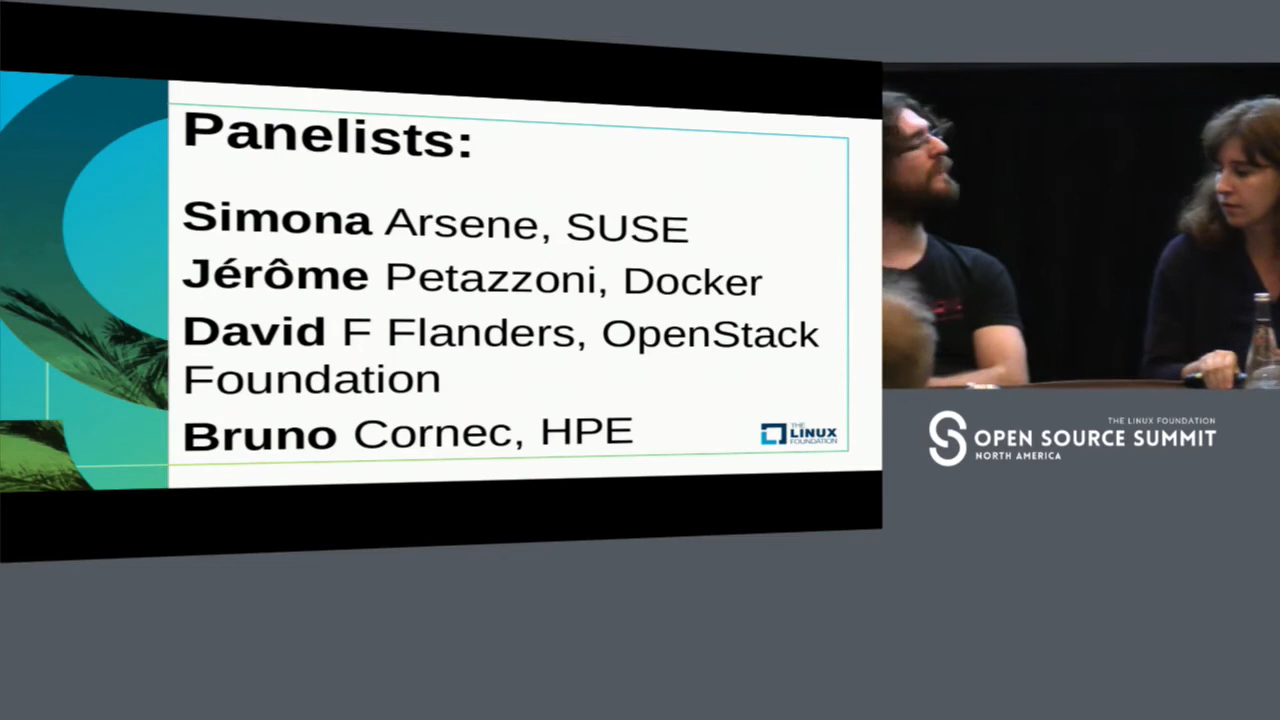 Panelists:
Simona Arsene, SUSE
Jérôme Petazzoni, Docker
David F Flanders, OpenStack
Foundation
Bruno Cornec, HPE
THE
LINUX
FOUNDATION
THE LINUX FOUNDATION
OPEN SOURCE SUMMIT
NORTH AMERICA